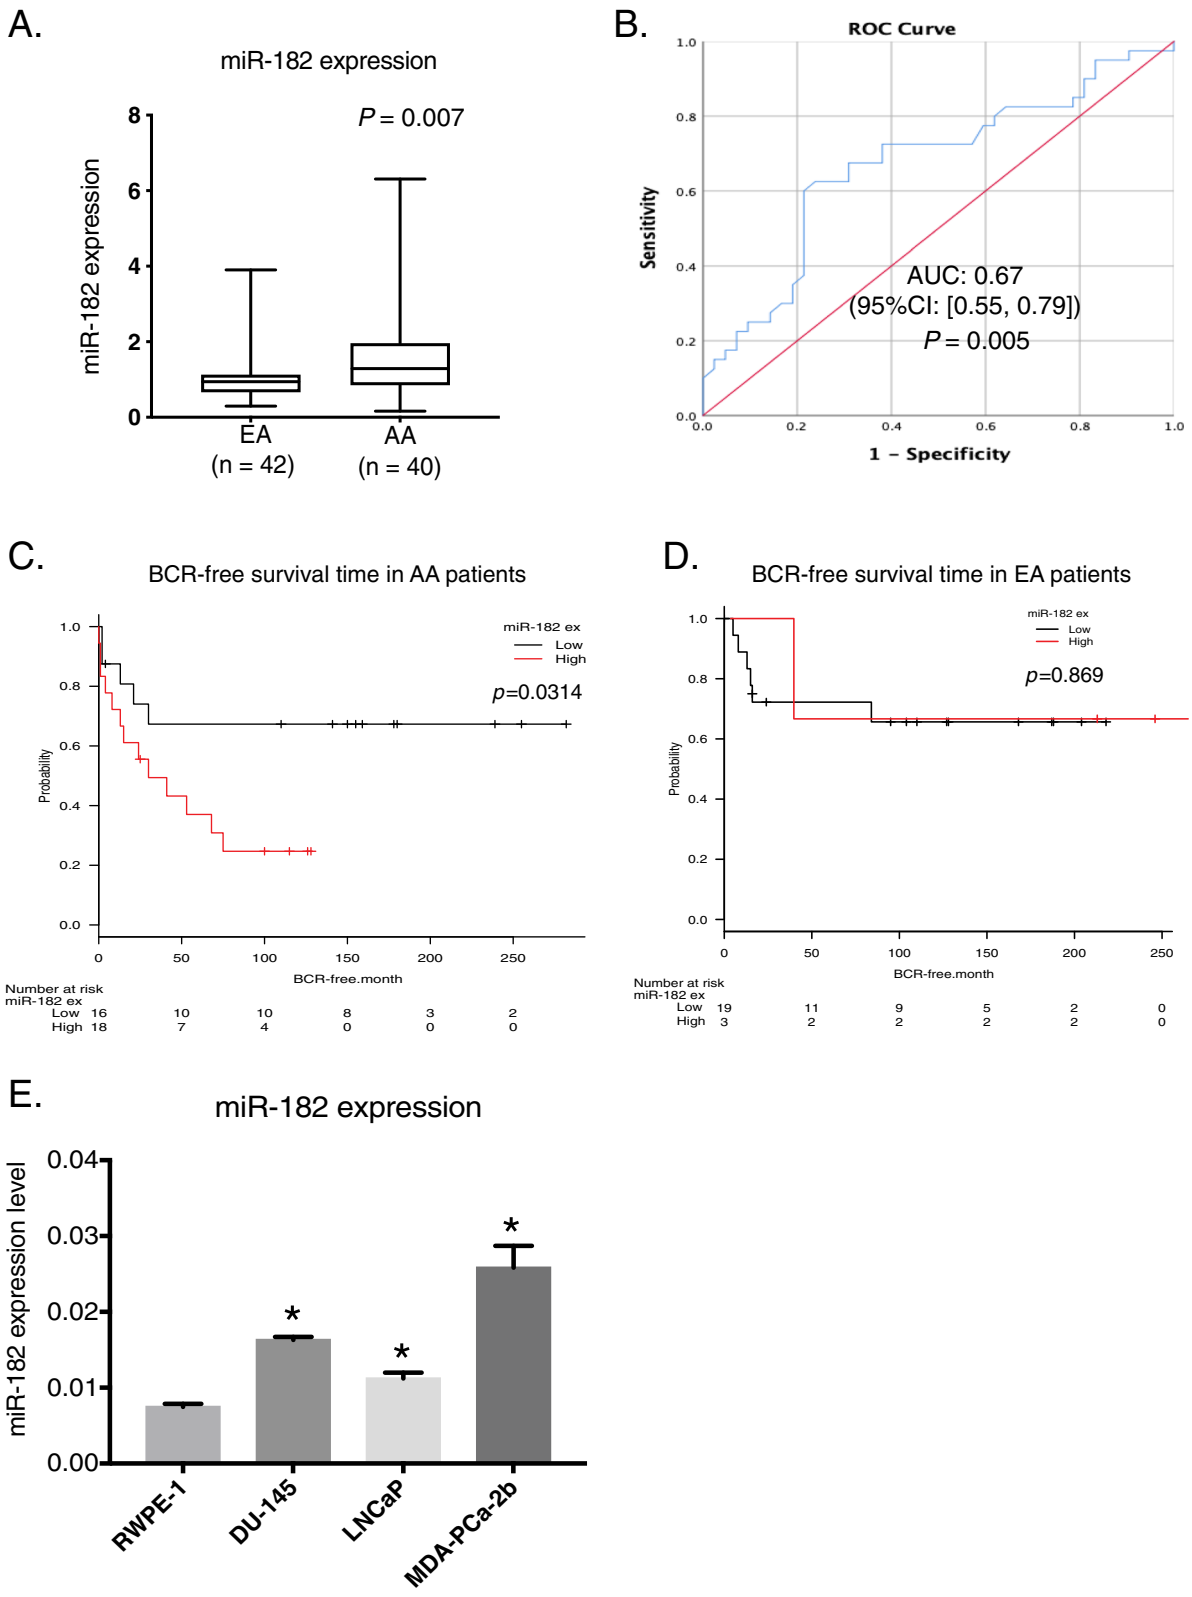 A.
miR-182 expression
P = 0.007
miR-182 expression
8
6
4
2
0
EA
(n = 42)
AA
(n = 40)
B.
ROC Curve
Sensitivity
1.0
0.8
0.6
0.4
0.2
0.0
AUC: 0.67
(95%CI: [0.55, 0.79])
P = 0.005
0.0 0.2 0.4 0.6 0.8 1.0
1 – Specificity
C.
BCR-free survival time in AA patients
miR-182 ex
Low
High
p=0.0314
Probability
1.0
0.8
0.6
0.4
0.2
0.0
0 50 100 150 200 250
BCR-free.month
Number at risk
miR-182 ex
Low 16 10 10 8 3 2
High 18 7 4 0 0 0
D.
BCR-free survival time in EA patients
miR-182 ex
Low
High
p=0.869
Probability
1.0
0.8
0.6
0.4
0.2
0.0
0 50 100 150 200 250
BCR-free.month
Number at risk
miR-182 ex
Low 19 11 9 5 2 0
High 3 2 2 2 2 0
E.
miR-182 expression
miR-182 expression level
0.04
0.03
0.02
0.01
0.00
*
*
*
RWPE-1
DU-145
LNCaP
MDA-PCa-2b